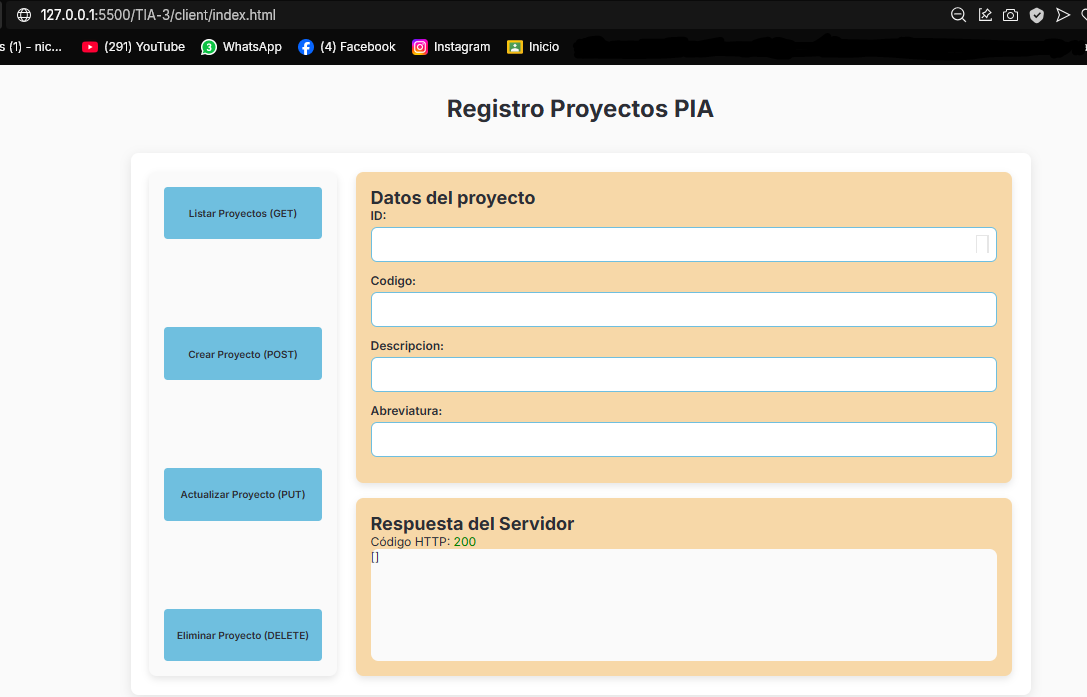 127.0.0.1:5500/TIA-3/client/index.html
s (1) - nic... (291) YouTube 3 WhatsApp (4) Facebook Instagram Inicio
Registro Proyectos PIA
Listar Proyectos (GET)
Crear Proyecto (POST)
Actualizar Proyecto (PUT)
Eliminar Proyecto (DELETE)
Datos del proyecto
ID:
Codigo:
Descripcion:
Abreviatura:
Respuesta del Servidor
Código HTTP: 200
[]